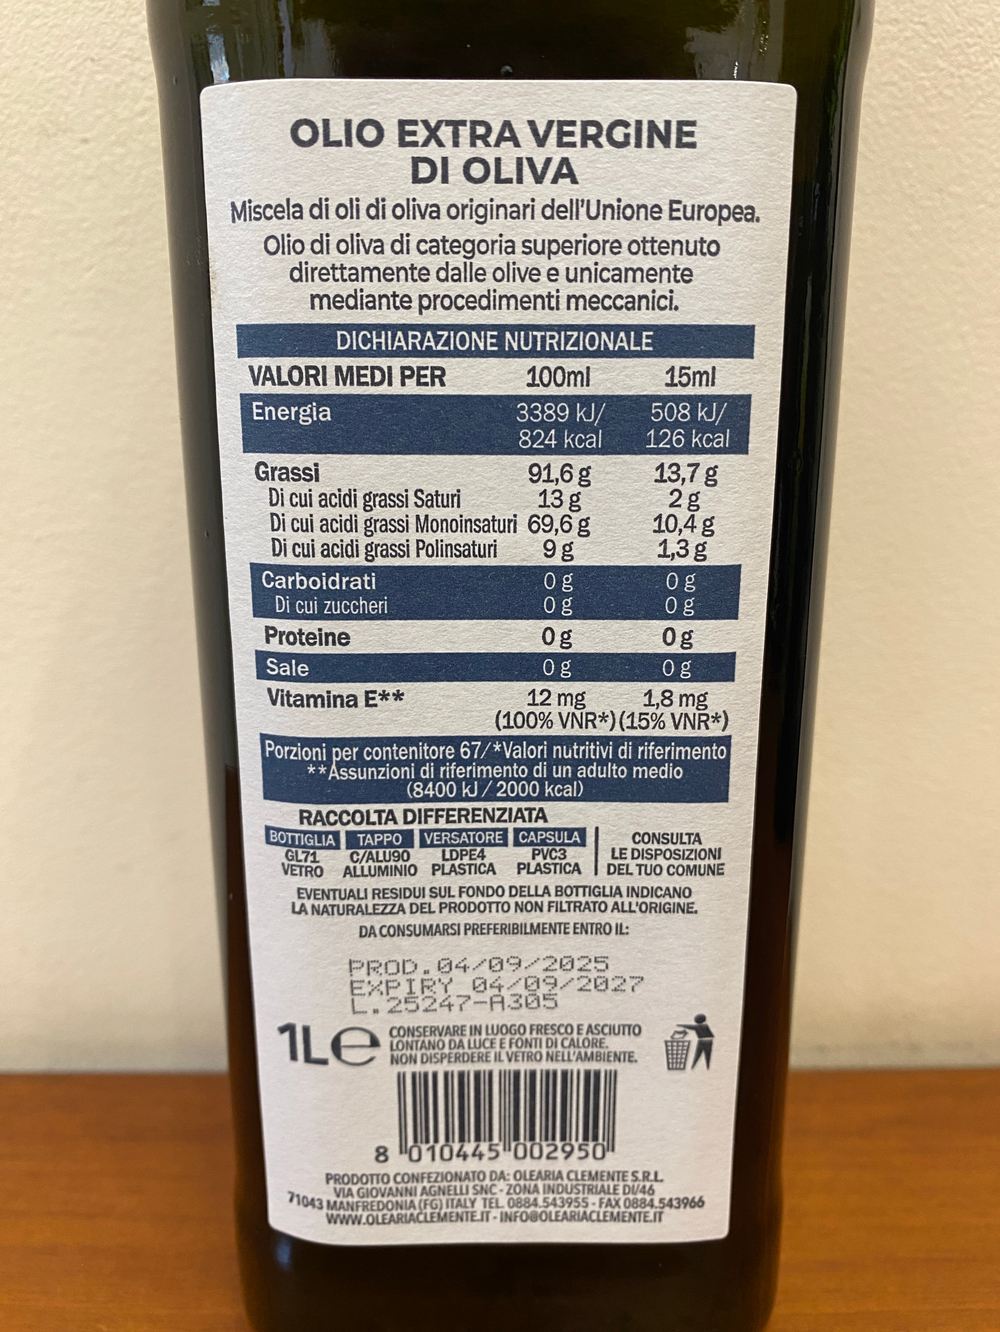 OLIO EXTRA VERGINE
DI OLIVA
Miscela di oli di oliva originari dell'Unione Europea.
Olio di oliva di categoria superiore ottenuto
direttamente dalle olive e unicamente
mediante procedimenti meccanici.
DICHIARAZIONE NUTRIZIONALE
VALORI MEDI PER 100ml 15ml
Energia 3389 kJ/ 508 kJ/
824 kcal 126 kcal
Grassi 91,6 g 13,7 g
Di cui acidi grassi Saturi 13 g 2 g
Di cui acidi grassi Monoinsaturi 69,6 g 10,4 g
Di cui acidi grassi Polinsaturi 9 g 1,3 g
Carboidrati 0 g 0 g
Di cui zuccheri 0 g 0 g
Proteine 0 g 0 g
Sale 0 g 0 g
Vitamina E** 12 mg 1,8 mg
(100% VNR*) (15% VNR*)
Porzioni per contenitore 67/*Valori nutritivi di riferimento
**Assunzioni di riferimento di un adulto medio
(8400 kJ / 2000 kcal)
RACCOLTA DIFFERENZIATA
BOTTIGLIA TAPPO VERSATORE CAPSULA CONSULTA
GL71 C/ALU90 LDPE4 PVC3 LE DISPOSIZIONI
VETRO ALLUMINIO PLASTICA PLASTICA DEL TUO COMUNE
EVENTUALI RESIDUI SUL FONDO DELLA BOTTIGLIA INDICANO
LA NATURALEZZA DEL PRODOTTO NON FILTRATO ALL'ORIGINE.
DA CONSUMARSI PREFERIBILMENTE ENTRO IL:
PROD. 04/09/2025
EXPIRY 04/09/2027
L. 25247-A305
1L e
CONSERVARE IN LUOGO FRESCO E ASCIUTTO
LONTANO DA LUCE E FONTI DI CALORE.
NON DISPERDERE IL VETRO NELL'AMBIENTE.
8 010445 002950
PRODOTTO CONFEZIONATO DA: OLEARIA CLEMENTE S.R.L.
VIA GIOVANNI AGNELLI SNC - ZONA INDUSTRIALE DI/46
71043 MANFREDONIA (FG) ITALY TEL. 0884.543955 - FAX 0884.543966
WWW.OLEARIACLEMENTE.IT - INFO@OLEARIACLEMENTE.IT